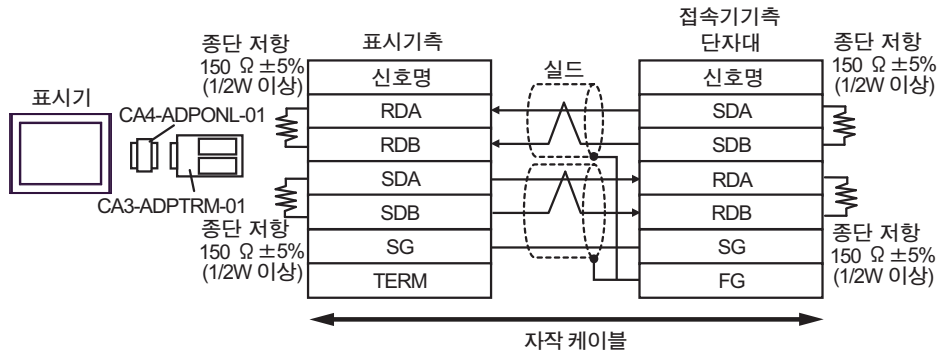 접속기기측
종단 저항
150 Ω ±5%
(1/2W 이상)
표시기측
단자대
종단 저항
150 Ω ±5%
(1/2W 이상)
신호명
실드
신호명
표시기
CA4-ADPONL-01
RDA
SDA
RDB
SDB
SDA
RDA
CA3-ADPTRM-01
SDB
RDB
종단 저항
150 Ω ±5%
(1/2W 이상)
SG
SG
종단 저항
150 Ω ±5%
(1/2W 이상)
TERM
FG
자작 케이블